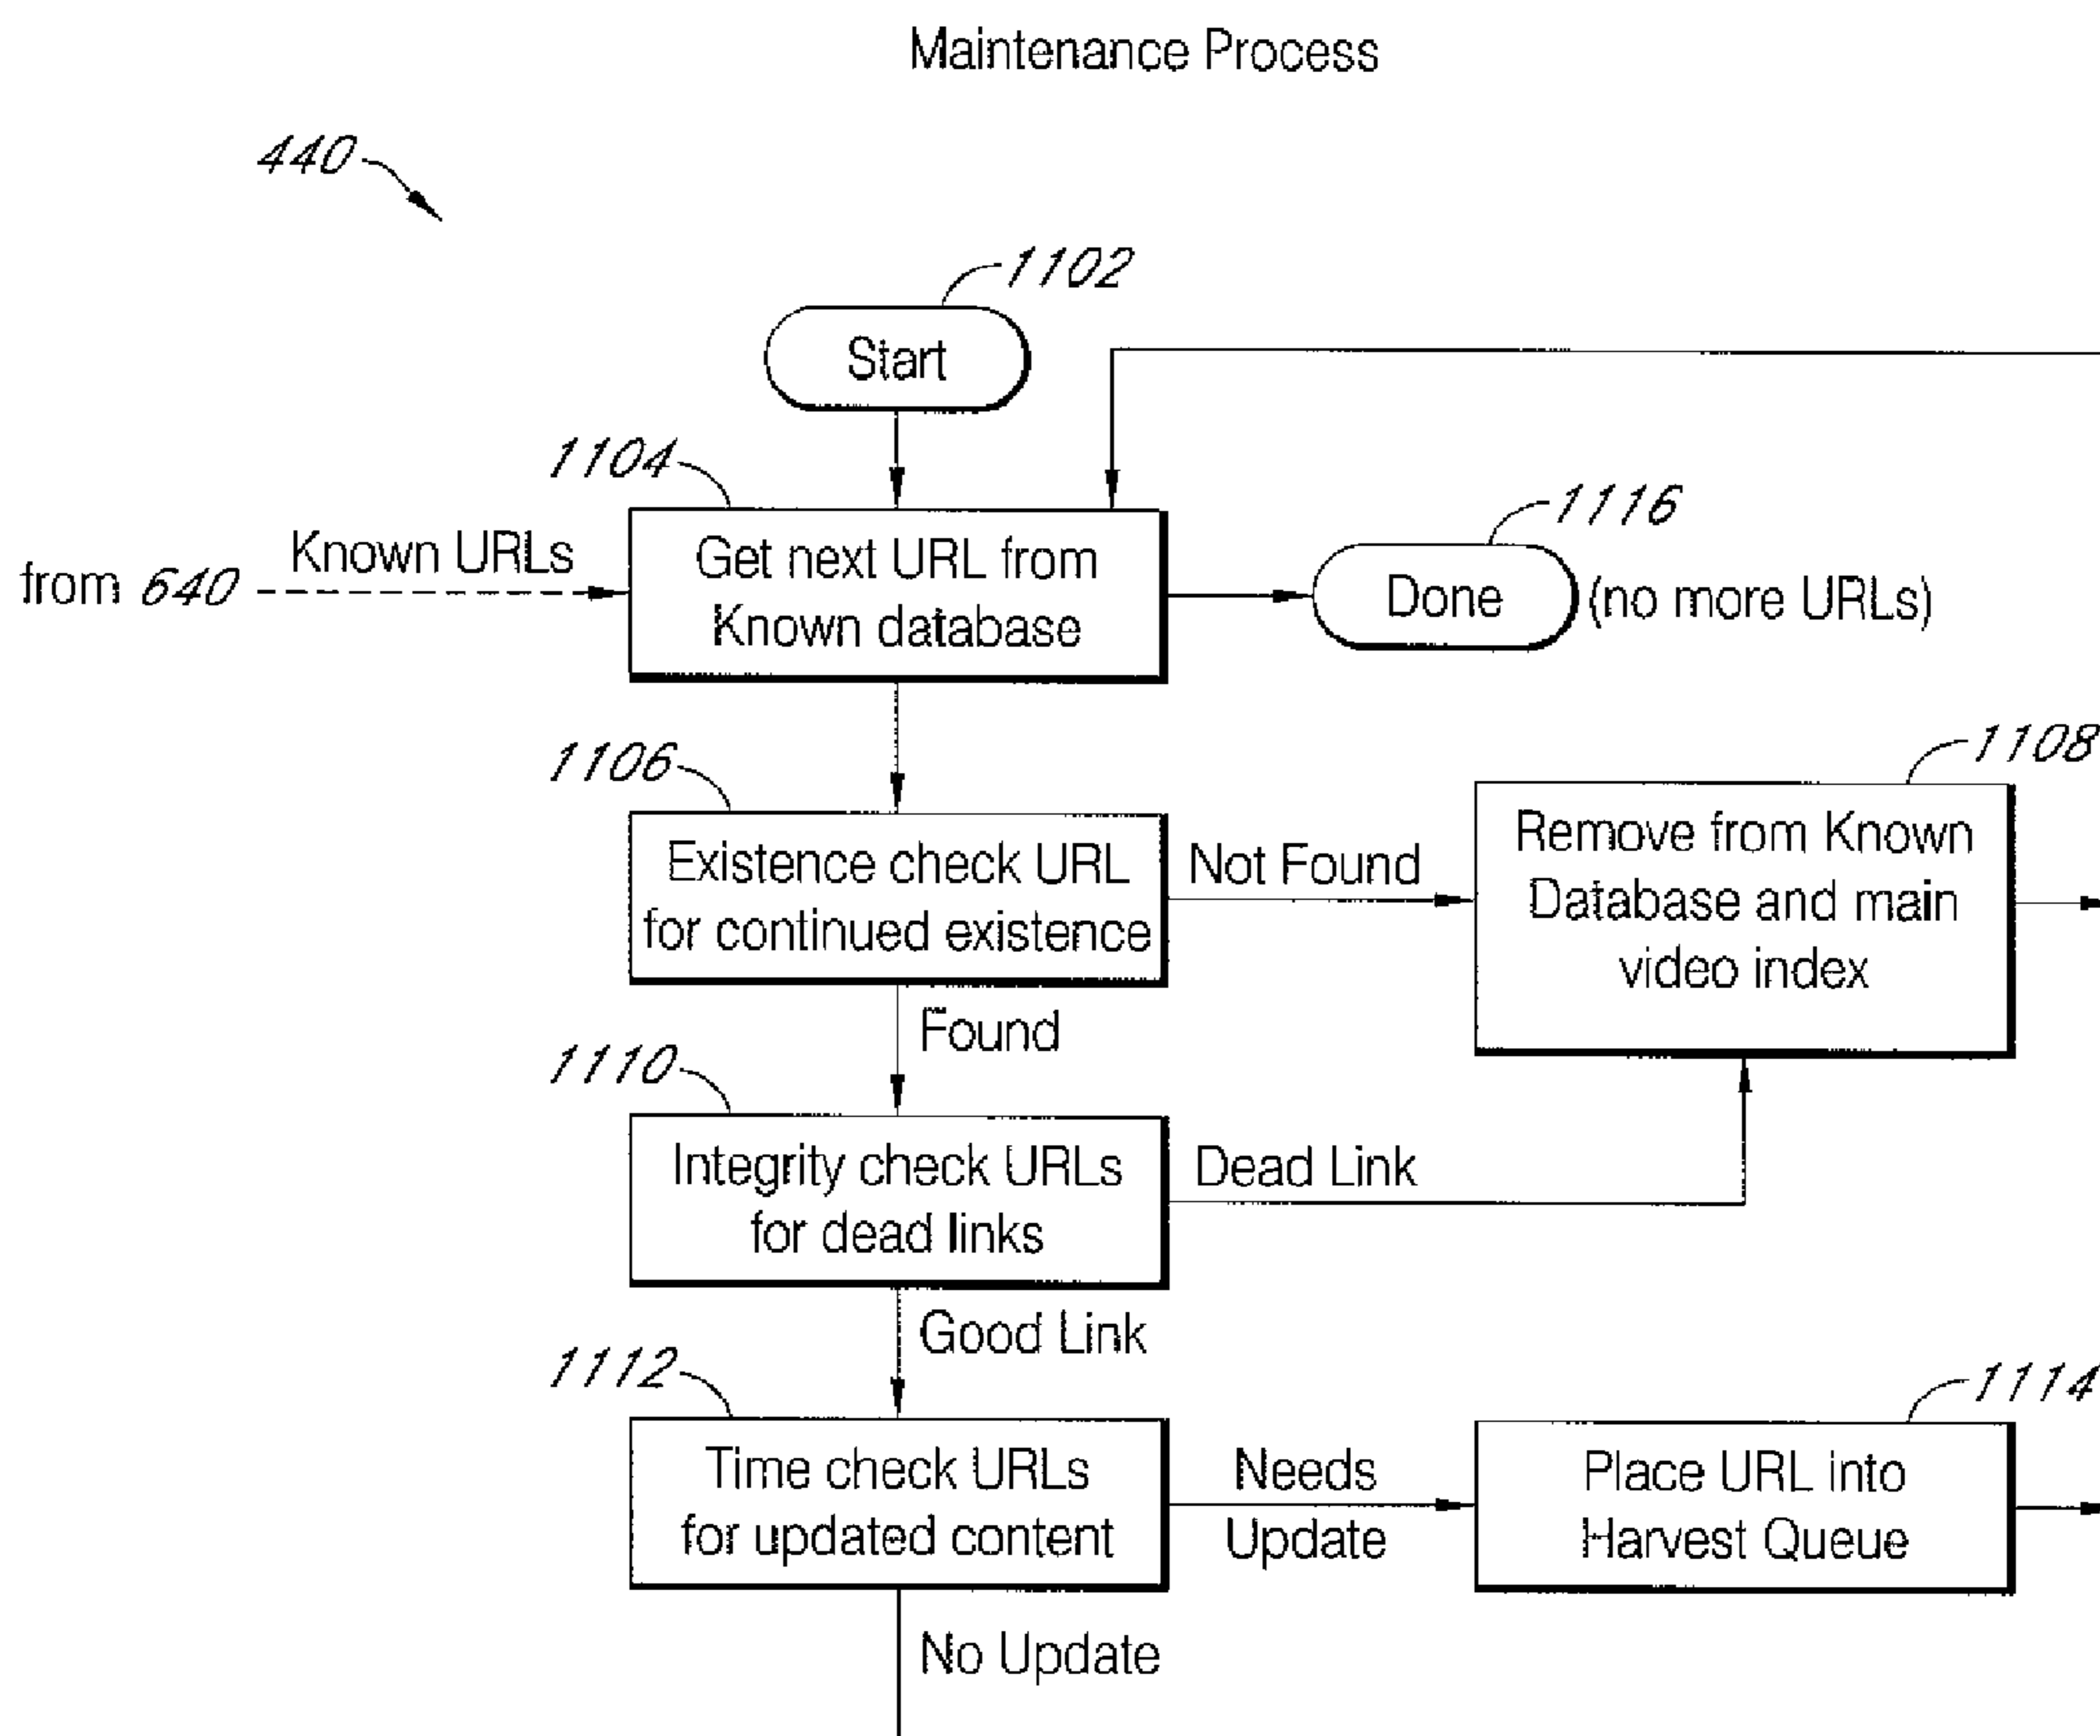 Maintenance Process
440
1102
Start
1104
1116
from 640
Known URLs
Get next URL from
Known database
Done
(no more URLs)
1106
1108
Existence check URL
for continued existence
Not Found
Remove from Known
Database and main
video index
Found
1110
Integrity check URLs
for dead links
Dead Link
Good Link
1112
1114
Time check URLs
for updated content
Needs
Update
Place URL into
Harvest Queue
No Update